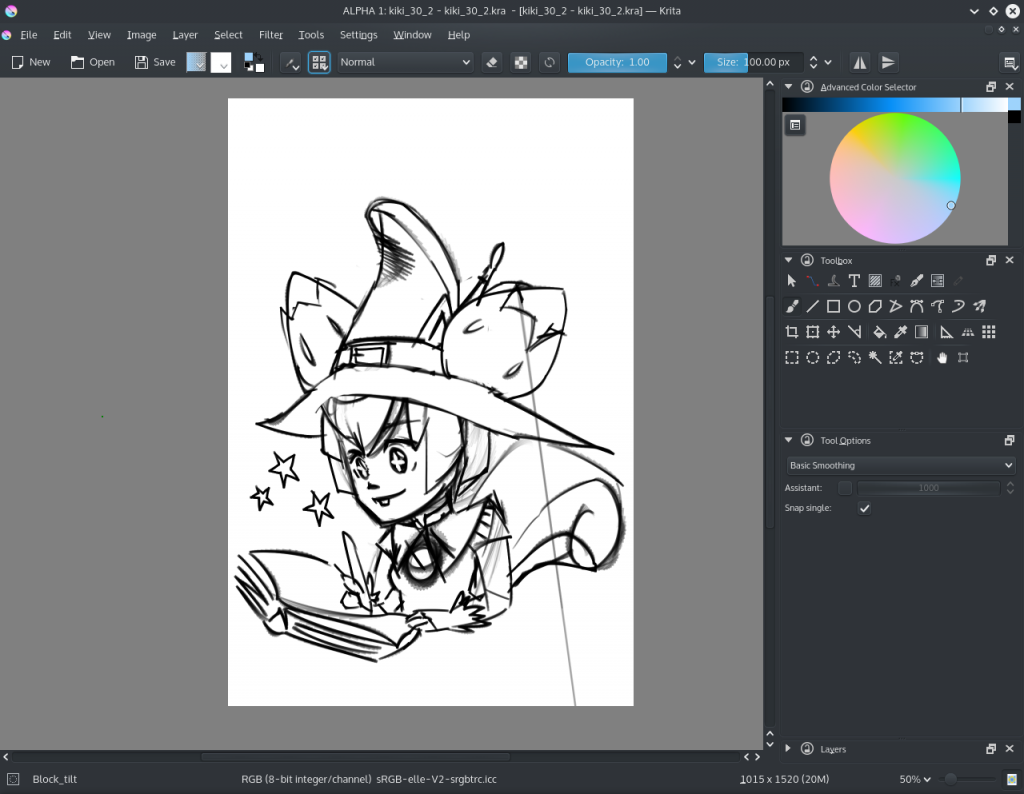 ALPHA 1: kiki_30_2 - kiki_30_2.kra - [kiki_30_2 - kiki_30_2.kra] — Krita
File Edit View Image Layer Select Filter Tools Settings Window Help
New Open Save Normal Opacity: 1.00 Size: 100.00 px
Advanced Color Selector
Toolbox
Tool Options
Basic Smoothing
Assistant: 1000
Snap single:
Layers
Block_tilt RGB (8-bit integer/channel) sRGB-elle-V2-srgbtrc.icc 1015 x 1520 (20M) 50%